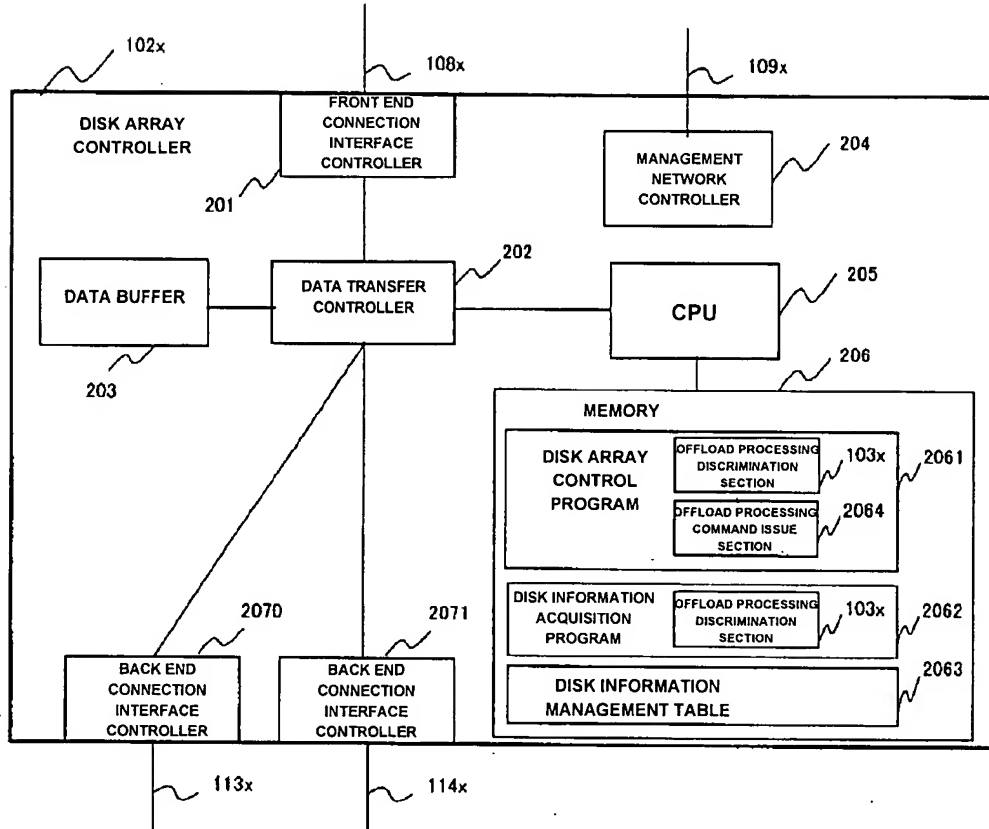 102x
108x
109x
DISK ARRAY
CONTROLLER
FRONT END
CONNECTION
INTERFACE
CONTROLLER
201
MANAGEMENT
NETWORK
CONTROLLER
204
DATA BUFFER
203
DATA TRANSFER
CONTROLLER
202
CPU
205
206
MEMORY
DISK ARRAY
CONTROL
PROGRAM
OFFLOAD PROCESSING
DISCRIMINATION
SECTION
103x
2061
OFFLOAD PROCESSING
COMMAND ISSUE
SECTION
2064
DISK INFORMATION
ACQUISITION
PROGRAM
OFFLOAD PROCESSING
DISCRIMINATION
SECTION
103x
2062
DISK INFORMATION
MANAGEMENT TABLE
2063
2070
BACK END
CONNECTION
INTERFACE
CONTROLLER
2071
BACK END
CONNECTION
INTERFACE
CONTROLLER
113x
114x